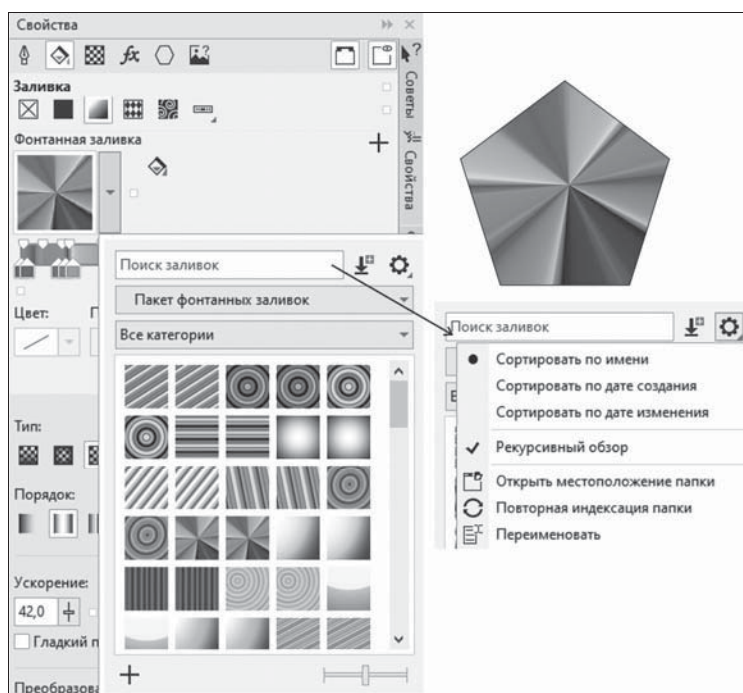 Свойства
Заливка
Фонтанная заливка
Советы
Свойства
Поиск заливок
Пакет фонтанных заливок
Все категории
Цвет:
Тип:
Порядок:
Ускорение:
42,0
Гладкий
Поиск заливок
Сортировать по имени
Сортировать по дате создания
Сортировать по дате изменения
Рекурсивный обзор
Открыть местоположение папки
Повторная индексация папки
Переименовать